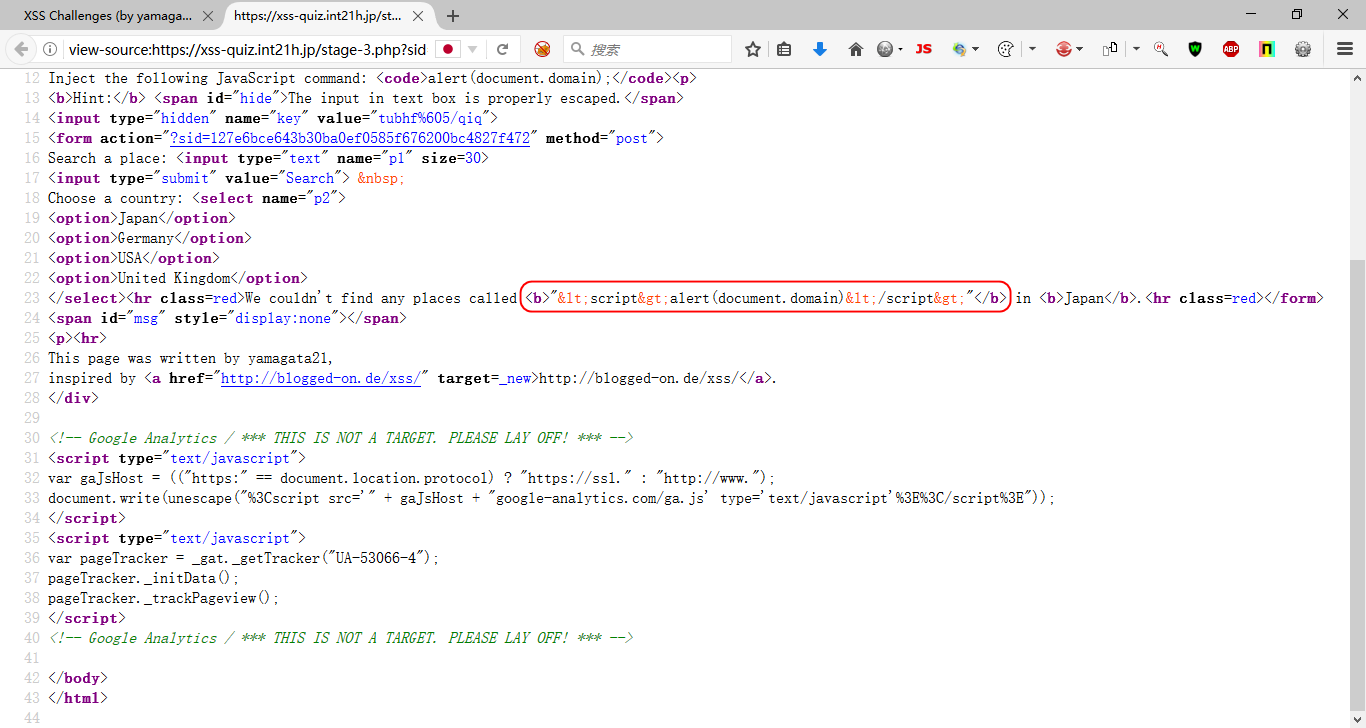 XSS Challenges (by yamaga...
https://xss-quiz.int21h.jp/st...
view-source:https://xss-quiz.int21h.jp/stage-3.php?sid
搜索
JS
W
ABP
12 Inject the following JavaScript command: <code>alert(document.domain);</code><p>
13 <b>Hint:</b> <span id="hide">The input in text box is properly escaped.</span>
14 <input type="hidden" name="key" value="tubhf%605/qiq">
15 <form action="?sid=127e6bce643b30ba0ef0585f676200bc4827f472" method="post">
16 Search a place: <input type="text" name="p1" size=30>
17 <input type="submit" value="Search"> &nbsp;
18 Choose a country: <select name="p2">
19 <option>Japan</option>
20 <option>Germany</option>
21 <option>USA</option>
22 <option>United Kingdom</option>
23 </select><hr class=red>We couldn't find any places called <b>"&lt;script&gt;alert(document.domain)&lt;/script&gt;"</b> in <b>Japan</b>.<hr class=red></form>
24 <span id="msg" style="display:none"></span>
25 <p><hr>
26 This page was written by yamagata21,
27 inspired by <a href="http://blogged-on.de/xss/" target=_new>http://blogged-on.de/xss/</a>.
28 </div>
29
30 <!-- Google Analytics / *** THIS IS NOT A TARGET. PLEASE LAY OFF! *** -->
31 <script type="text/javascript">
32 var gaJsHost = (("https:" == document.location.protocol) ? "https://ssl." : "http://www.");
33 document.write(unescape("%3Cscript src='" + gaJsHost + "google-analytics.com/ga.js' type='text/javascript'%3E%3C/script%3E"));
34 </script>
35 <script type="text/javascript">
36 var pageTracker = _gat._getTracker("UA-53066-4");
37 pageTracker._initData();
38 pageTracker._trackPageview();
39 </script>
40 <!-- Google Analytics / *** THIS IS NOT A TARGET. PLEASE LAY OFF! *** -->
41
42 </body>
43 </html>
44